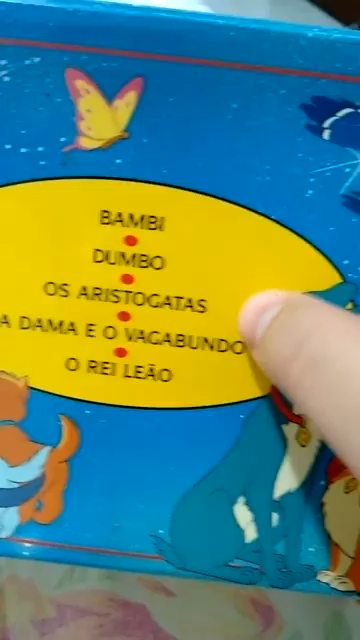 BAMBI
DUMBO
OS ARISTOGATAS
A DAMA E O VAGABUNDO
O REI LEÃO